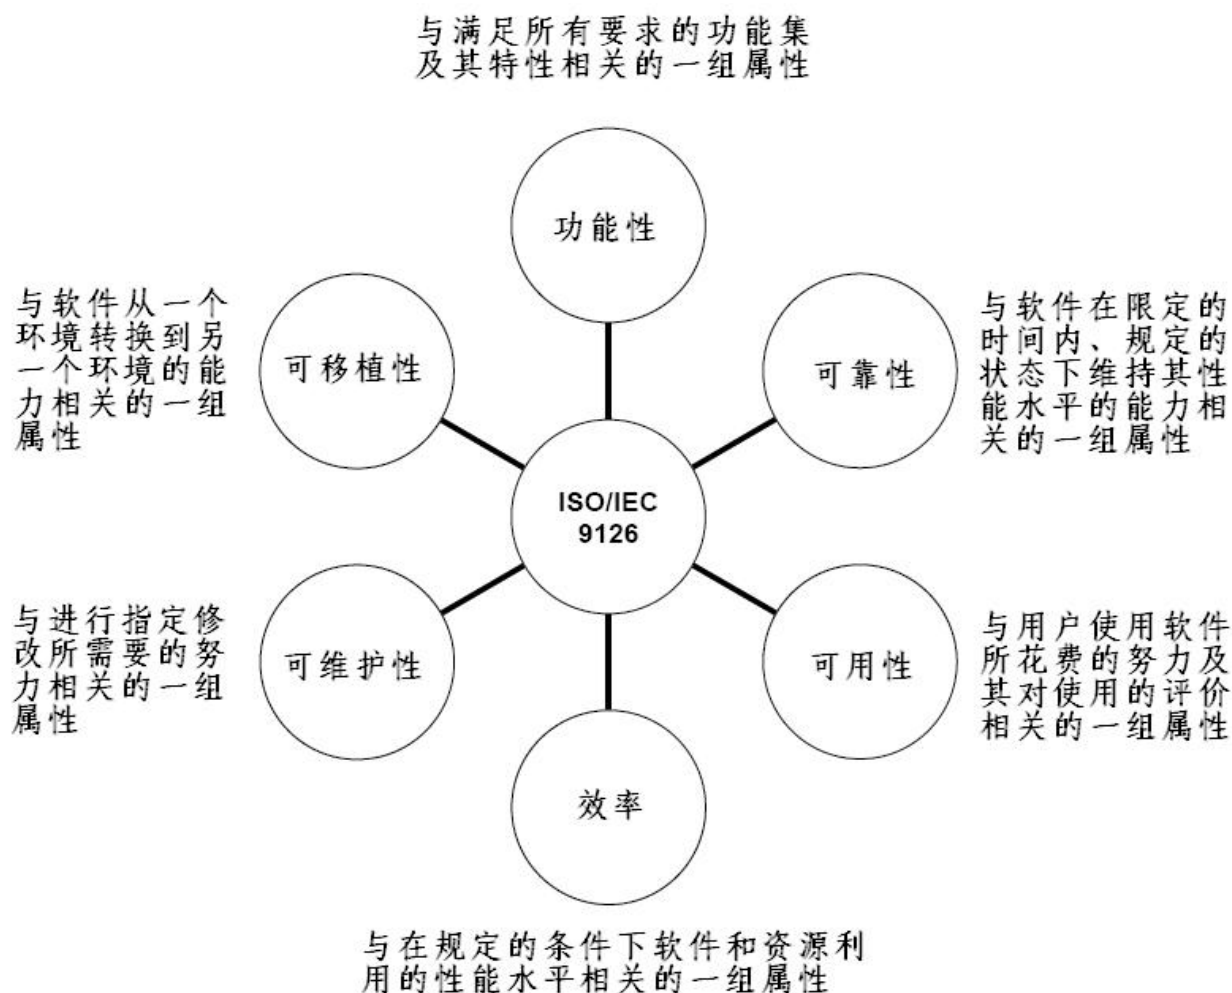 与满足所有要求的功能集
及其特性相关的一组属性
功能性
与软件从一个
环境转换到另
一个环境的能
力相关的一组
属性
可移植性
可靠性
与软件在限定的
时间内、规定的
状态下维持其性
能水平的能力相
关的一组属性
ISO/IEC
9126
与进行指定修
改所需要的努
力相关的一组
属性
可维护性
可用性
与用户使用软件
所花费的努力及
其对使用的评价
相关的一组属性
效率
与在规定的条件下软件和资源利
用的性能水平相关的一组属性